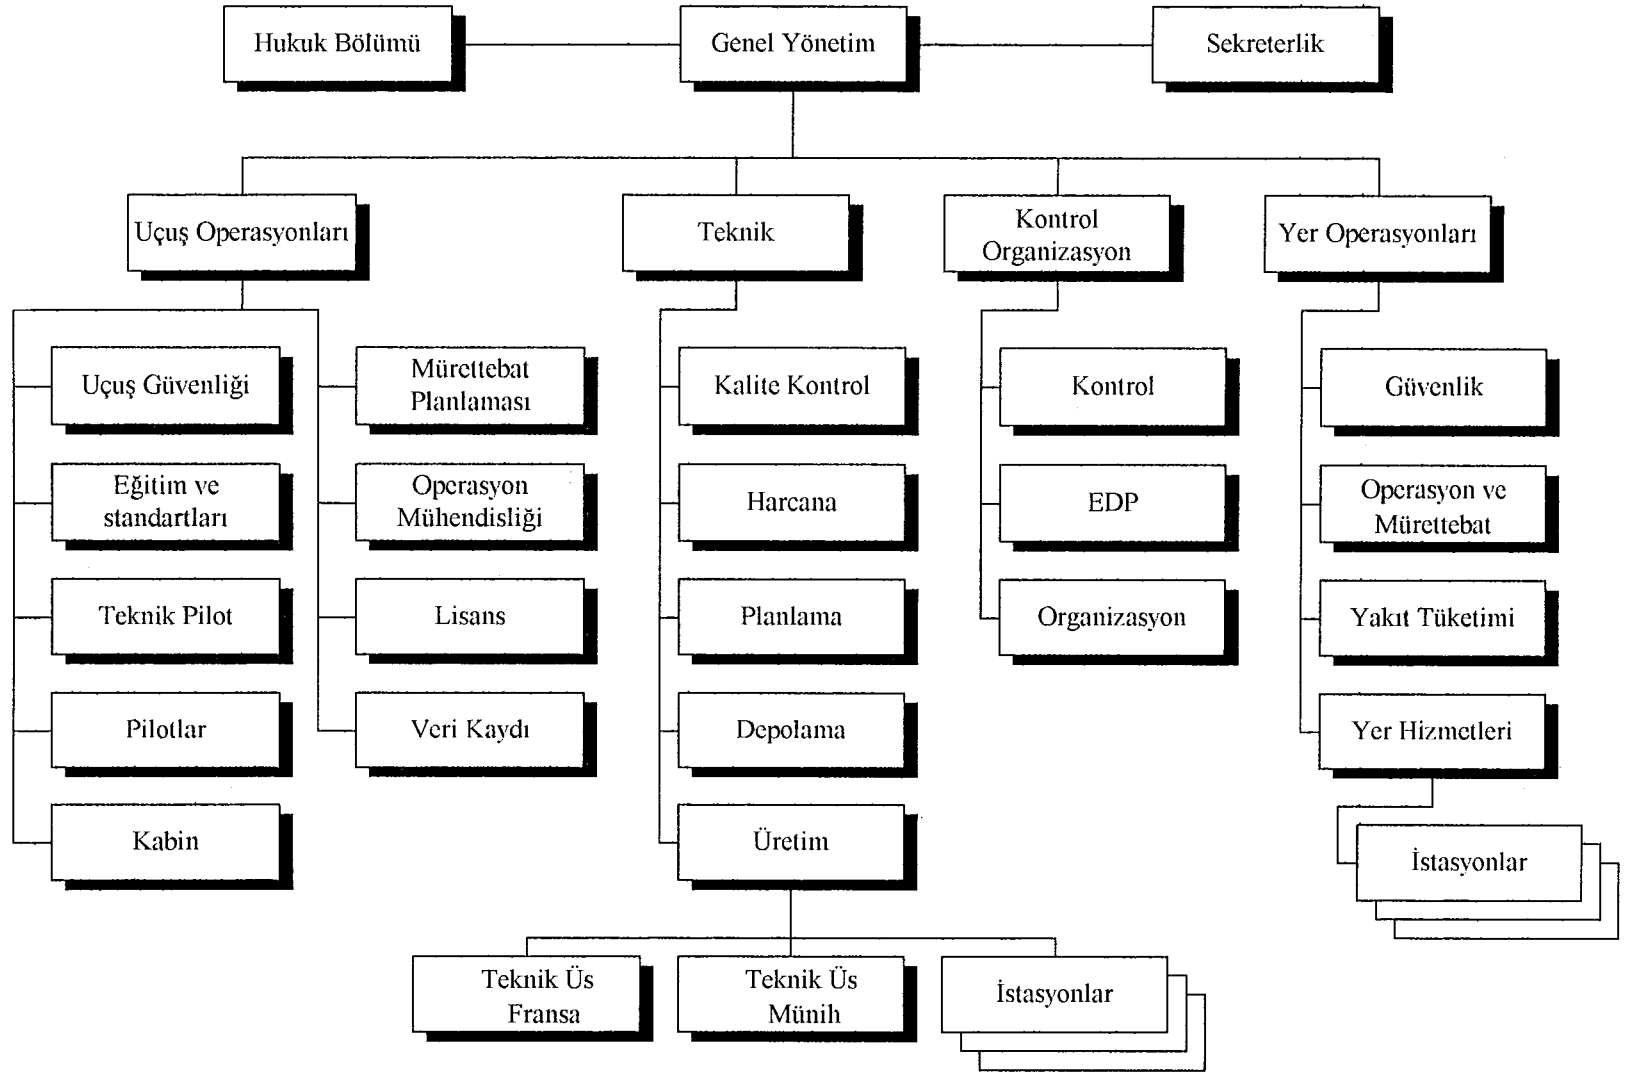 Hukuk Bölümü
Genel Yönetim
Sekreterlik
Uçuş Operasyonları
Teknik
Kontrol
Organizasyon
Yer Operasyonları
Uçuş Güvenliği
Mürettebat
Planlaması
Kalite Kontrol
Kontrol
Güvenlik
Eğitim ve
standartları
Operasyon
Mühendisliği
Harcana
EDP
Operasyon ve
Mürettebat
Teknik Pilot
Lisans
Planlama
Organizasyon
Yakıt Tüketimi
Pilotlar
Veri Kaydı
Depolama
Yer Hizmetleri
Kabin
Üretim
İstasyonlar
Teknik Üs
Fransa
Teknik Üs
Münih
İstasyonlar